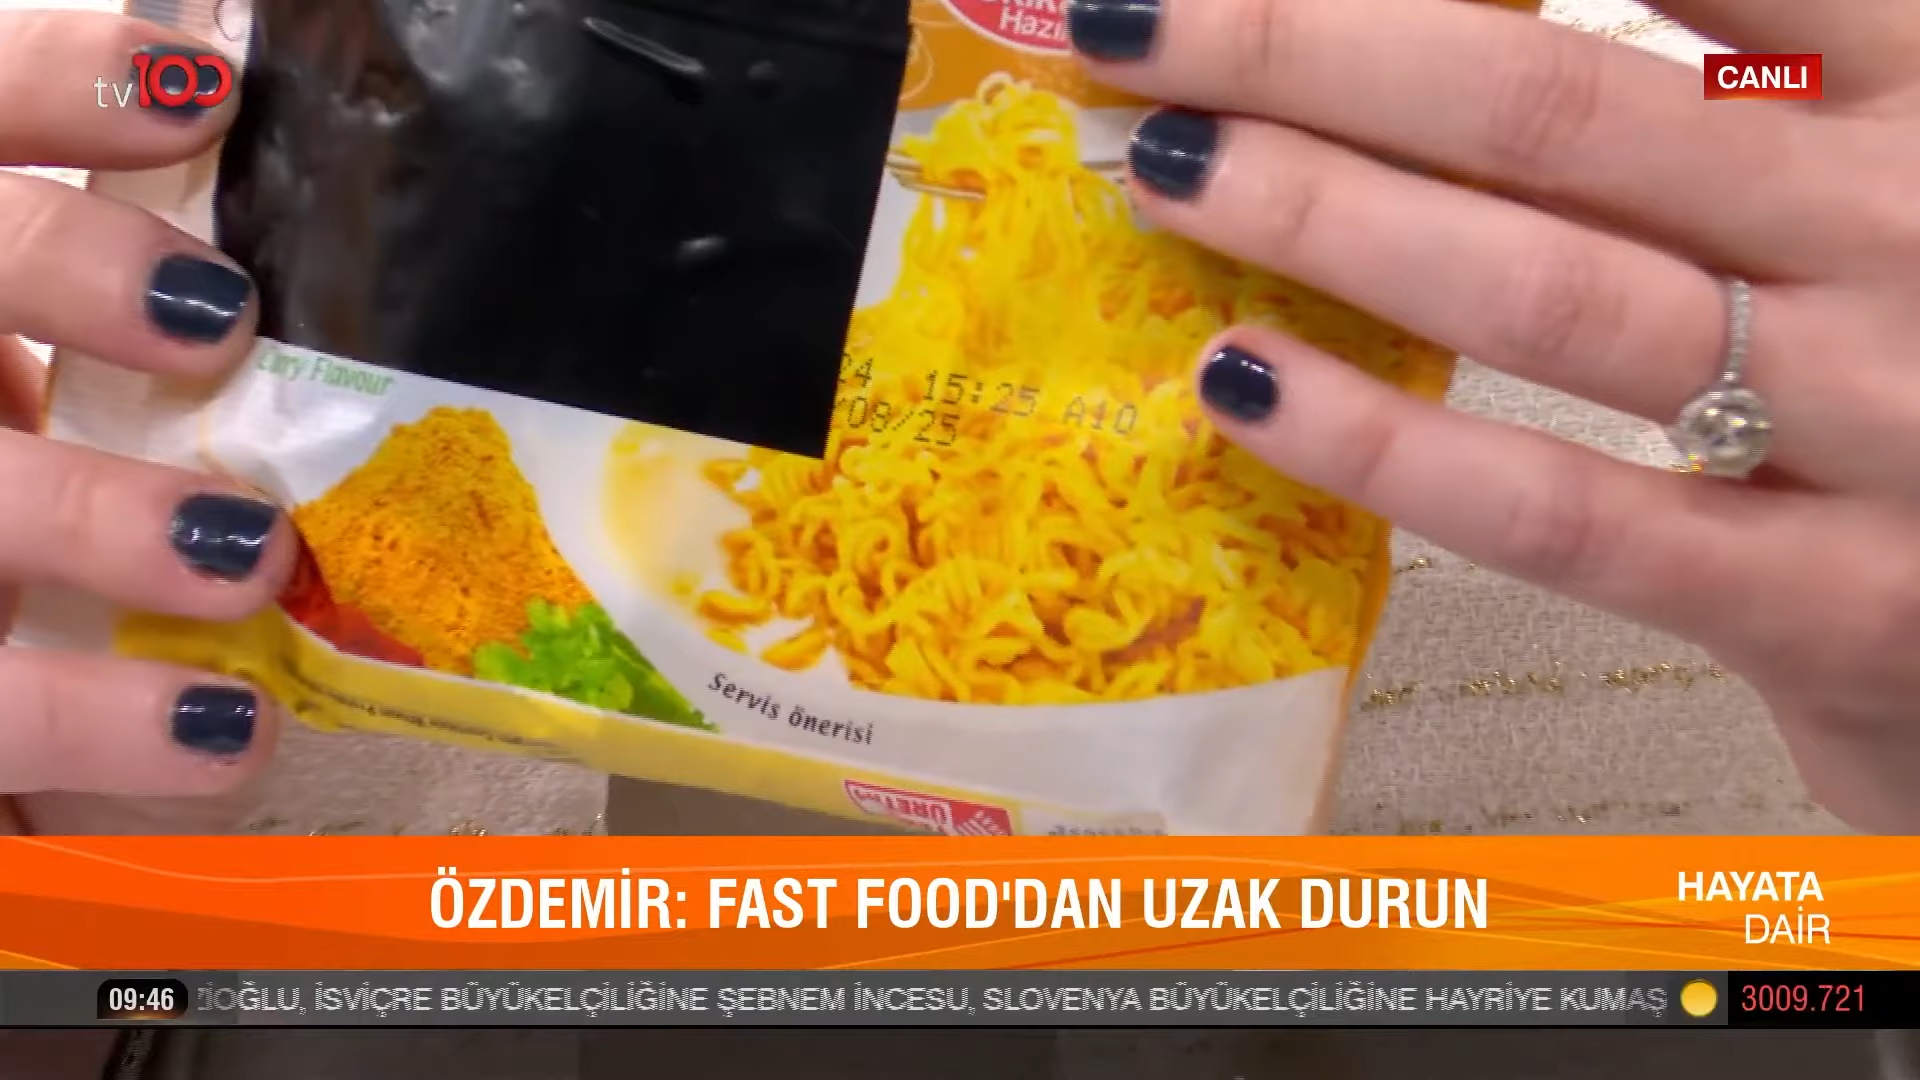 tv100
CANLI
Hazı
Flavour
24 15:25 A10
/08/25
Servis önerisi
ÜRETİM
ÖZDEMİR: FAST FOOD'DAN UZAK DURUN
HAYATA
DAİR
09:46
İSVİÇRE BÜYÜKELÇİLİĞİNE ŞEBNEM İNCESU, SLOVENYA BÜYÜKELÇİLİĞİNE HAYRİYE KUMAŞ
3009.721